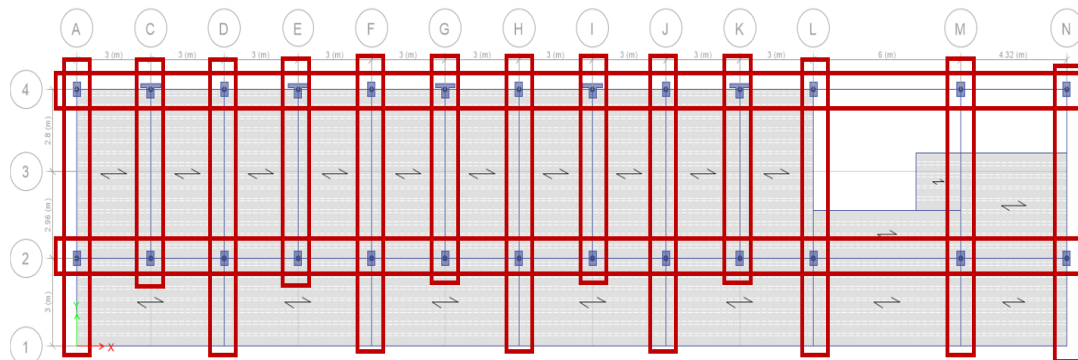 A C D E F G H I J K L M N
3 (m) 3 (m) 3 (m) 3 (m) 3 (m) 3 (m) 3 (m) 3 (m) 3 (m) 3 (m) 6 (m) 4.32 (m)
4
2.8 (m)
3
2.96 (m)
2
3 (m)
Y
1
X